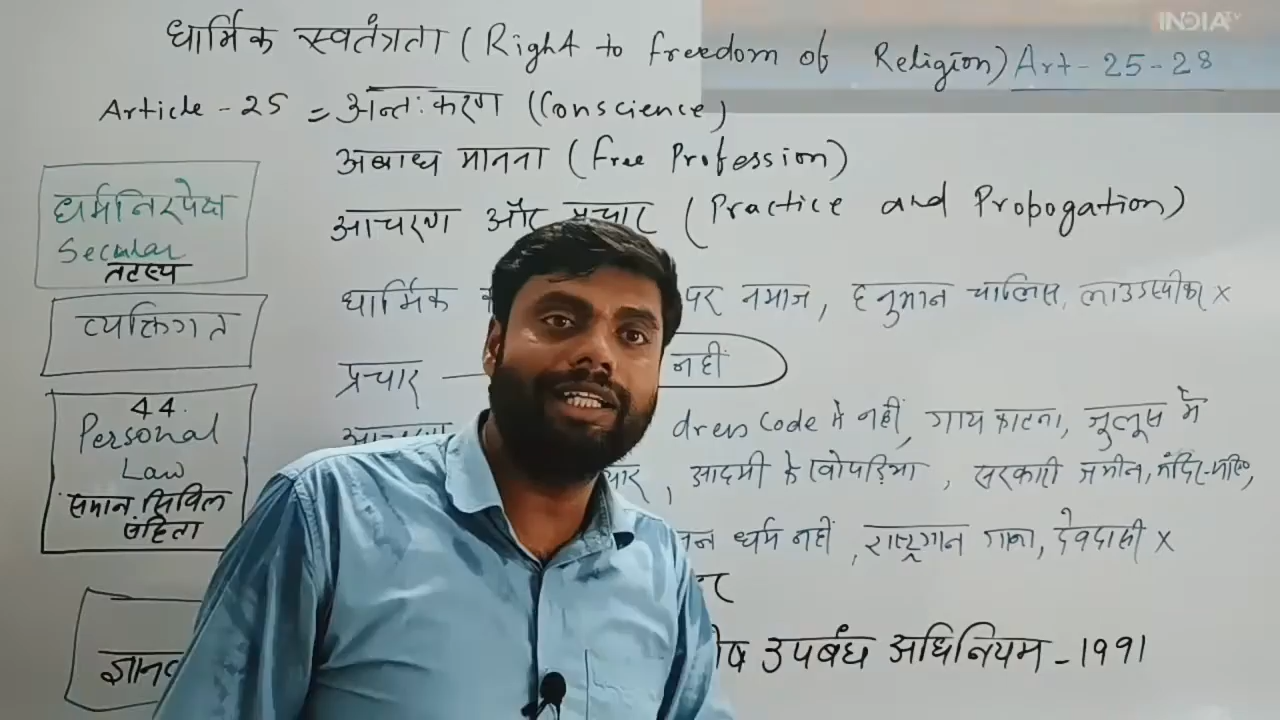 INDIA TV
धार्मिक स्वतंत्रता (Right to freedom of Religion) Art-25-28
Article-25 = अन्तःकरण (Conscience)
अबाध मानना (free Profession)
आचरण और प्रचार (Practice and Propogation)
धर्मनिरपेक्ष
Secular
तटस्थ
धार्मिक पर नमाज, हनुमान चालिस, लाउडस्पीकर x
व्यक्तिगत
प्रचार — नहीं
44.
Personal
Law
समान सिविल
संहिता
आचरण dress Code में नहीं, गाय काटना, जुलूस में
आदमी के खोपड़िया, सरकारी जमीन, मंदिर
धर्म नहीं, राष्ट्रगान गाना, देवदासी x
उपबंध अधिनियम-1991